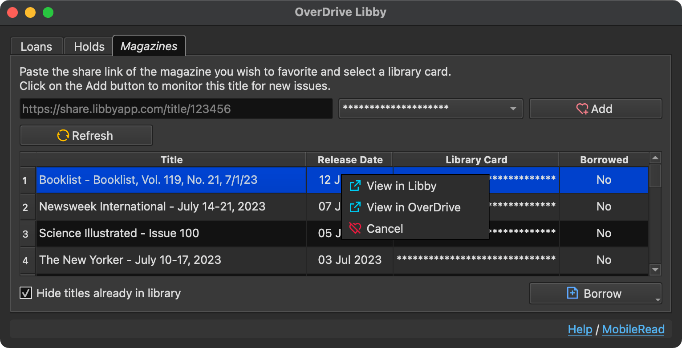 OverDrive Libby
Loans Holds Magazines
Paste the share link of the magazine you wish to favorite and select a library card.
Click on the Add button to monitor this title for new issues.
https://share.libbyapp.com/title/123456 ******************** Add
Refresh
Title Release Date Library Card Borrowed
1 Booklist - Booklist, Vol. 119, No. 21, 7/1/23 12 J No
View in Libby
2 Newsweek International - July 14-21, 2023 07 J No
View in OverDrive
3 Science Illustrated - Issue 100 05 J No
Cancel
4 The New Yorker - July 10-17, 2023 03 Jul 2023 ************************* No
Hide titles already in library Borrow
Help / MobileRead